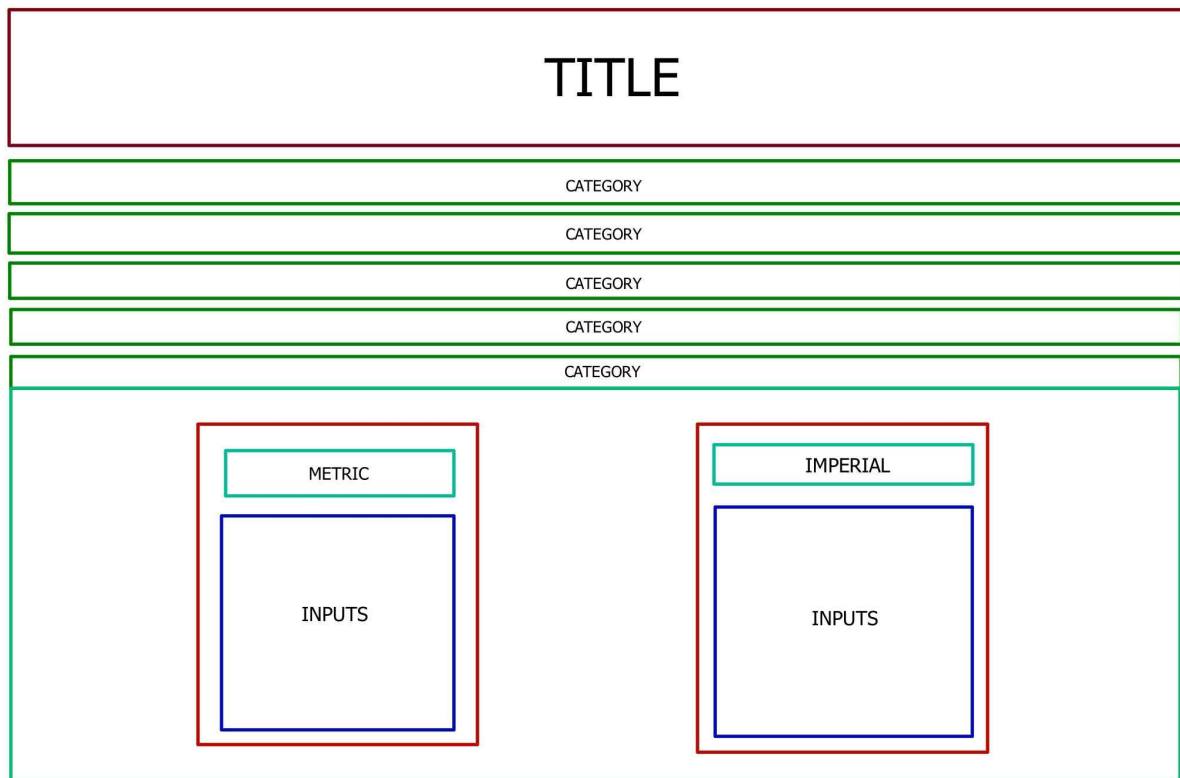 TITLE
CATEGORY
CATEGORY
CATEGORY
CATEGORY
CATEGORY
METRIC
IMPERIAL
INPUTS
INPUTS